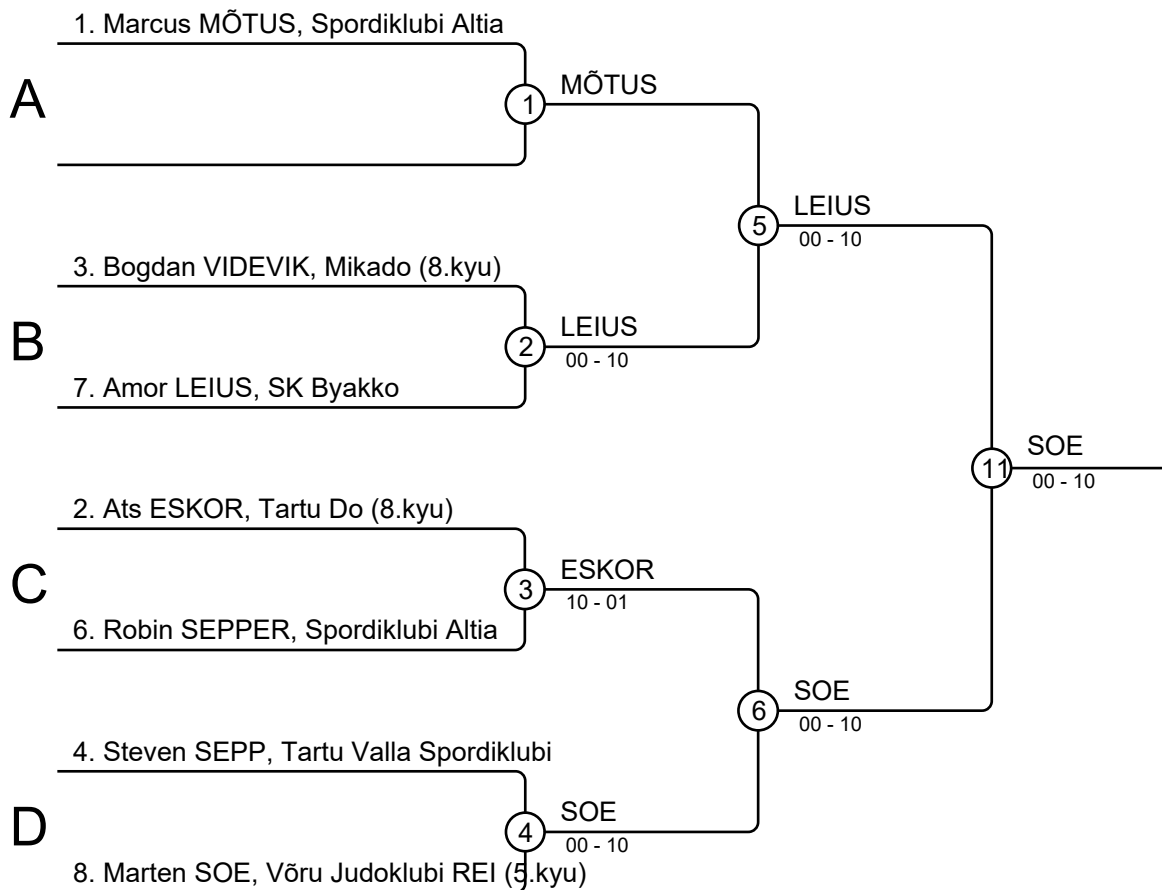 1. Marcus MÕTUS, Spordiklubi Altia
A
1
MÕTUS
5
LEIUS
00 - 10
3. Bogdan VIDEVIK, Mikado (8.kyu)
B
2
LEIUS
00 - 10
7. Amor LEIUS, SK Byakko
11
SOE
00 - 10
2. Ats ESKOR, Tartu Do (8.kyu)
C
3
ESKOR
10 - 01
6. Robin SEPPER, Spordiklubi Altia
6
SOE
00 - 10
4. Steven SEPP, Tartu Valla Spordiklubi
D
4
SOE
00 - 10
8. Marten SOE, Võru Judoklubi REI (5.kyu)